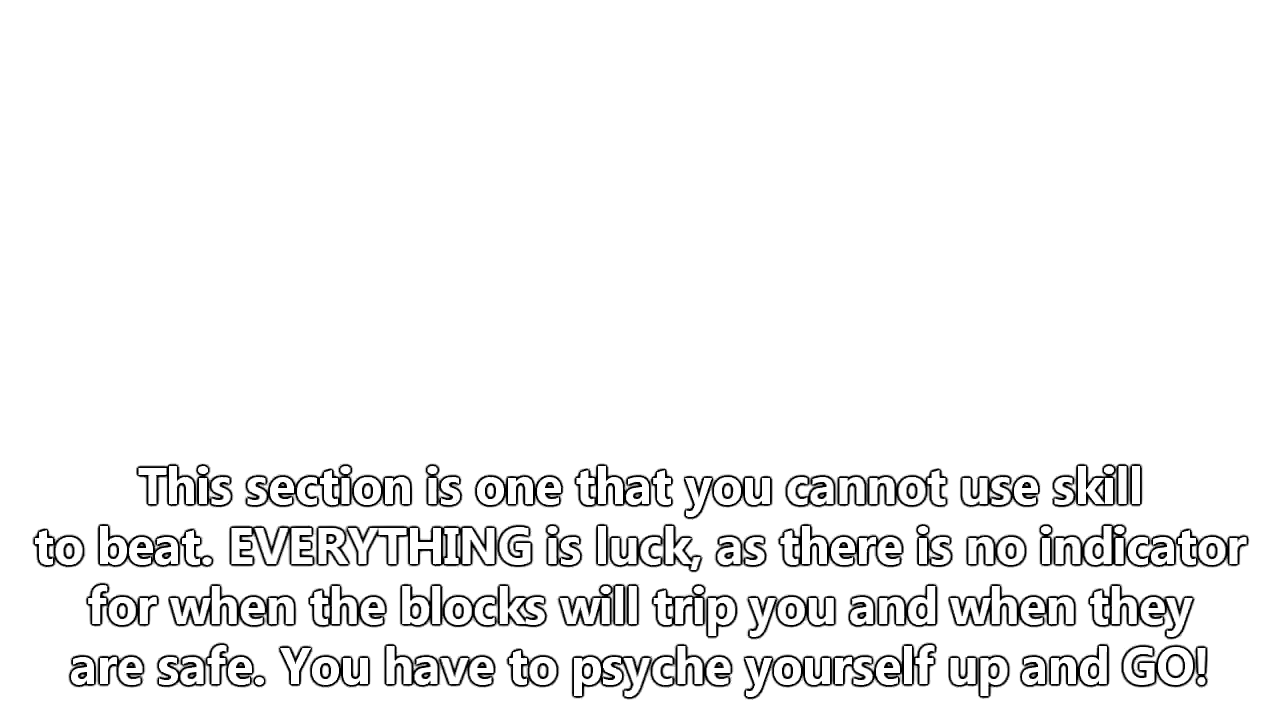 This section is one that you cannot use skill
to beat. EVERYTHING is luck, as there is no indicator
for when the blocks will trip you and when they
are safe. You have to psyche yourself up and GO!